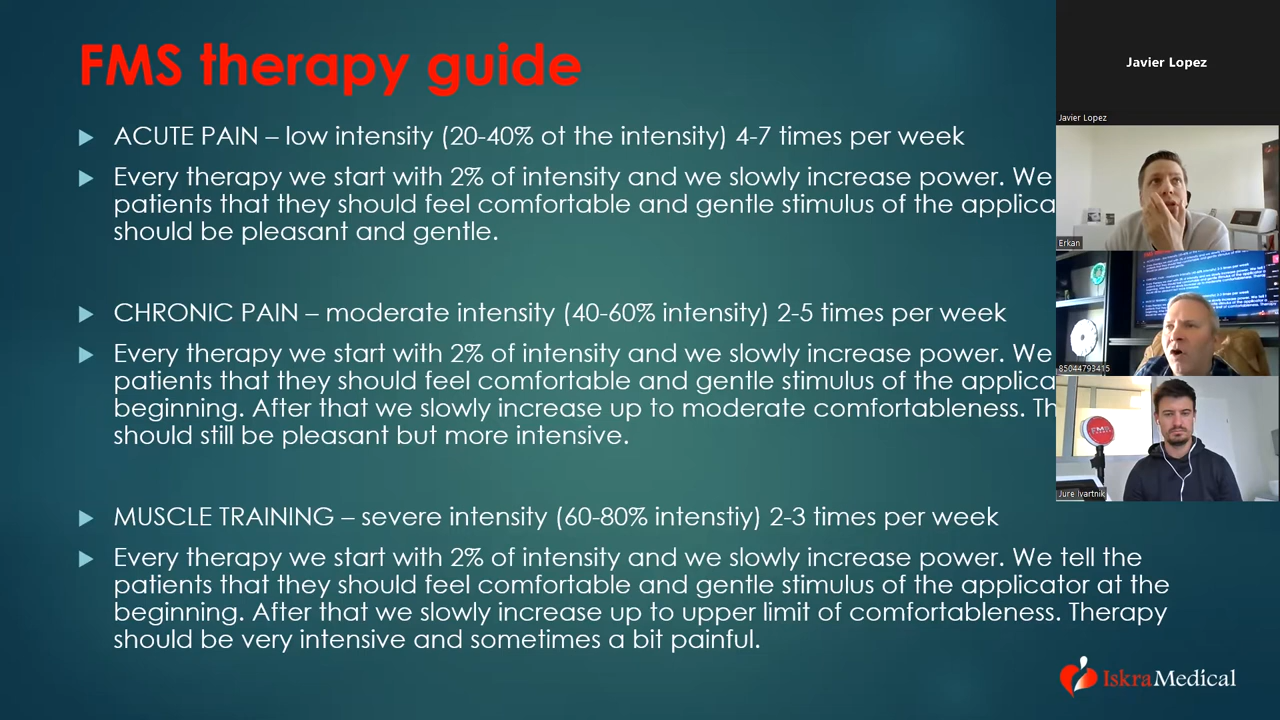 FMS therapy guide
ACUTE PAIN – low intensity (20-40% ot the intensity) 4-7 times per week
Every therapy we start with 2% of intensity and we slowly increase power. We
patients that they should feel comfortable and gentle stimulus of the applica
should be pleasant and gentle.
CHRONIC PAIN – moderate intensity (40-60% intensity) 2-5 times per week
Every therapy we start with 2% of intensity and we slowly increase power. We
patients that they should feel comfortable and gentle stimulus of the applica
beginning. After that we slowly increase up to moderate comfortableness. Th
should still be pleasant but more intensive.
MUSCLE TRAINING – severe intensity (60-80% intenstiy) 2-3 times per week
Every therapy we start with 2% of intensity and we slowly increase power. We tell the
patients that they should feel comfortable and gentle stimulus of the applicator at the
beginning. After that we slowly increase up to upper limit of comfortableness. Therapy
should be very intensive and sometimes a bit painful.
IskraMedical
Javier Lopez
Javier Lopez
Erkan
85044793415
FMS
Jure Ivartnik